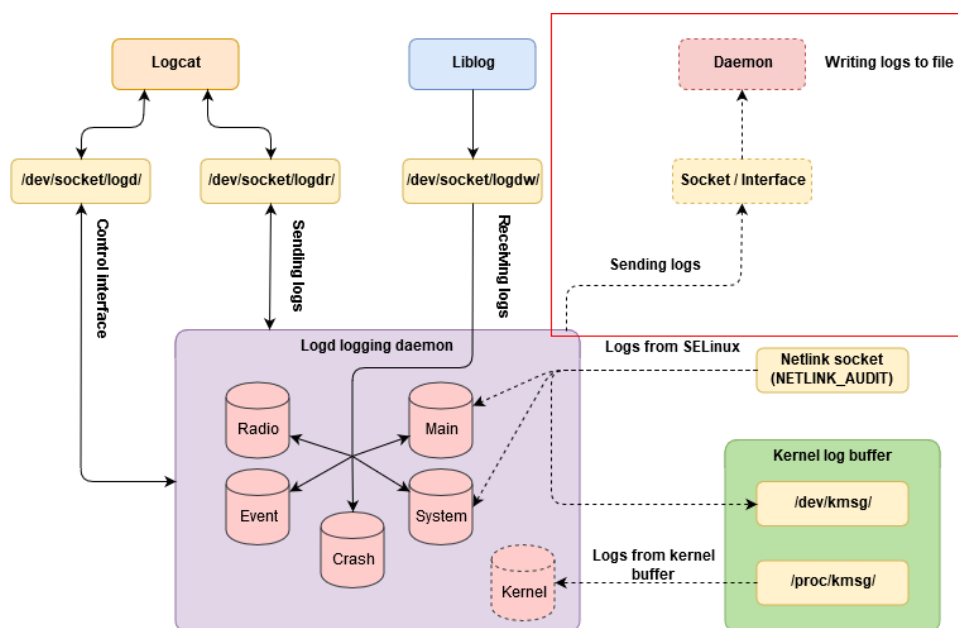 Logcat
Liblog
Daemon
Writing logs to file
/dev/socket/logd/
/dev/socket/logdr/
/dev/socket/logdw/
Socket / Interface
Control interface
Sending logs
Receiving logs
Sending logs
Logd logging daemon
Logs from SELinux
Netlink socket
(NETLINK_AUDIT)
Radio
Main
Event
System
Crash
Kernel
Kernel log buffer
/dev/kmsg/
Logs from kernel
buffer
/proc/kmsg/